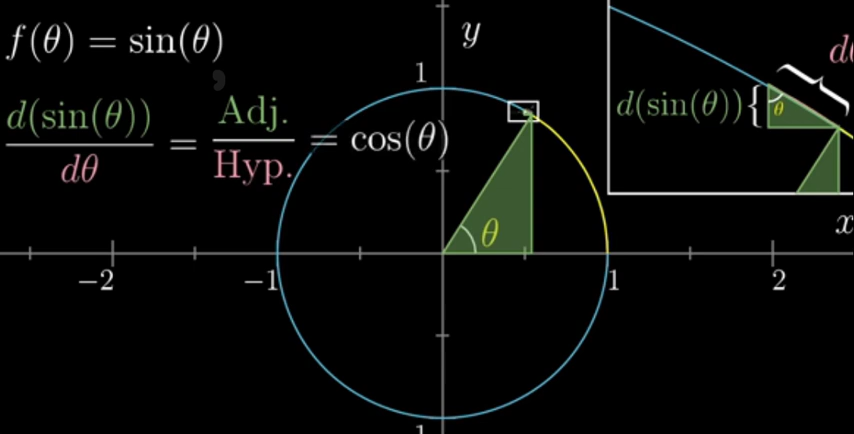 f(θ) = sin(θ)
d(sin(θ)) / dθ = Adj. / Hyp. = cos(θ)
y
1
θ
−2
−1
1
2
x
d(sin(θ))
θ